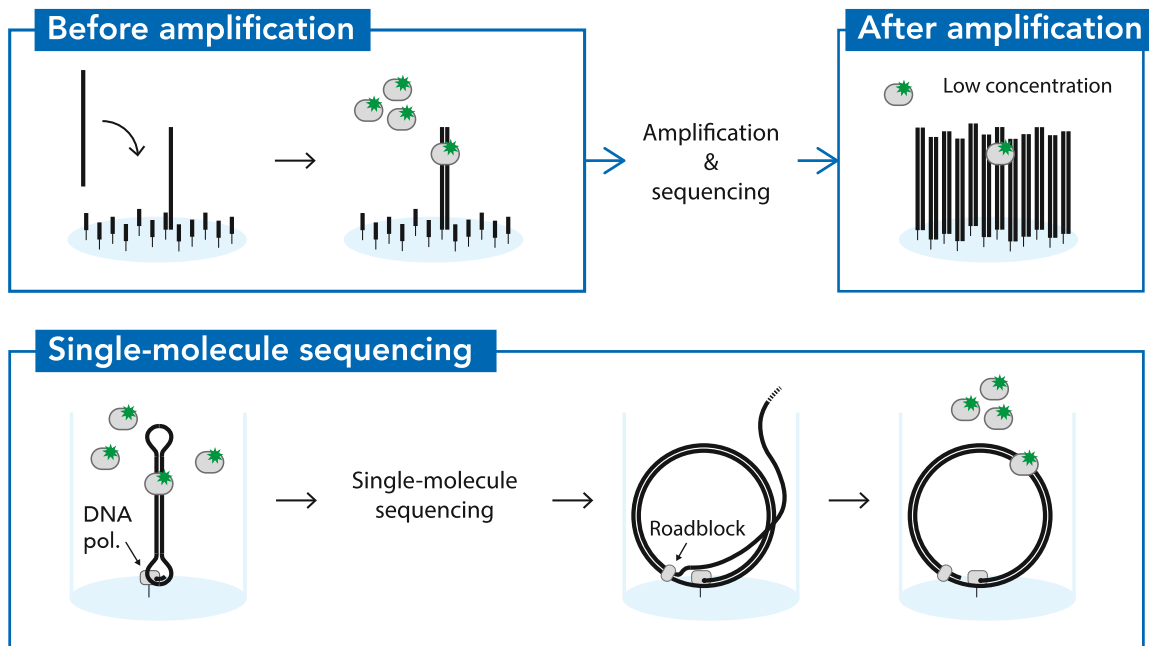 Before amplification
After amplification
Low concentration
Amplification
&
sequencing
Single-molecule sequencing
DNA
pol.
Single-molecule
sequencing
Roadblock